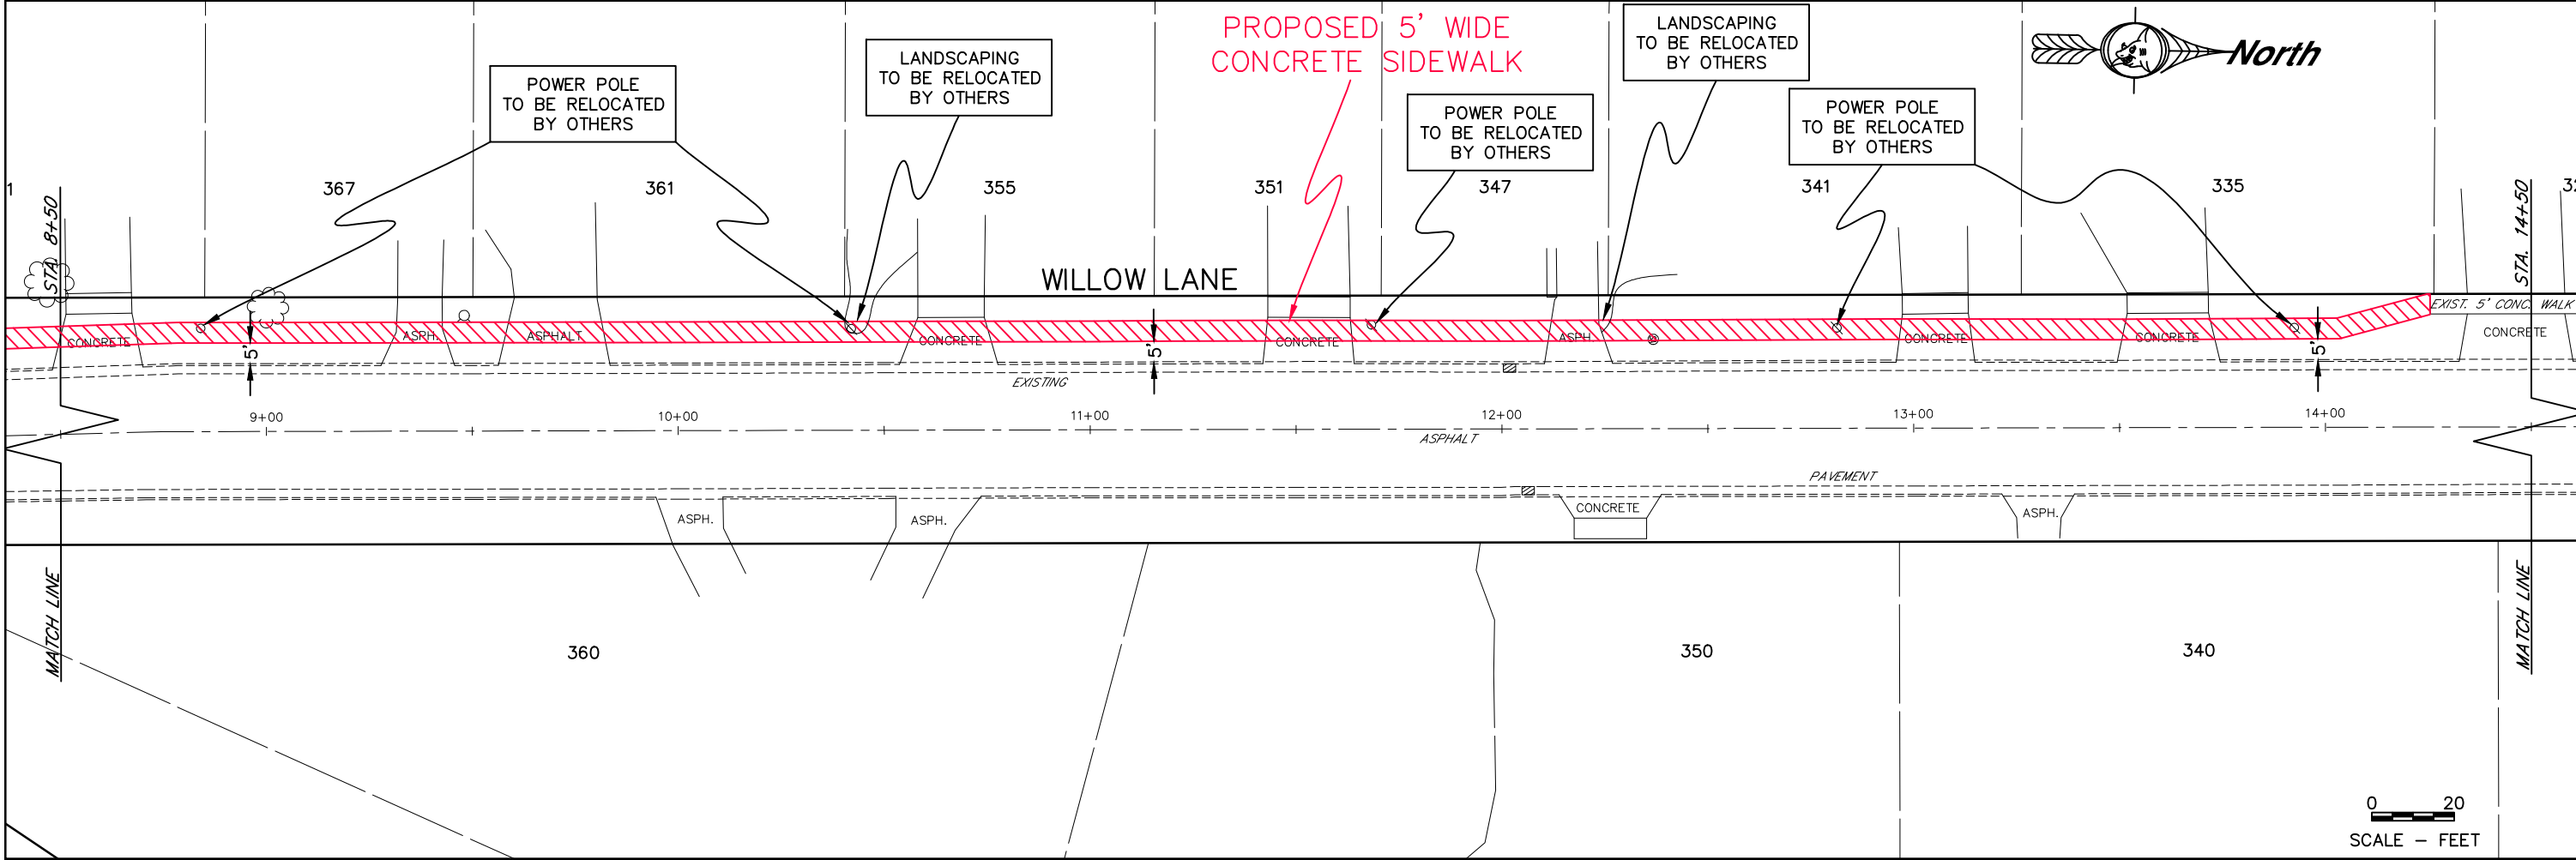 PROPOSED 5' WIDE
CONCRETE SIDEWALK
LANDSCAPING
TO BE RELOCATED
BY OTHERS
North
LANDSCAPING
TO BE RELOCATED
BY OTHERS
POWER POLE
TO BE RELOCATED
BY OTHERS
POWER POLE
TO BE RELOCATED
BY OTHERS
POWER POLE
TO BE RELOCATED
BY OTHERS
1
367
361
355
351
347
341
335
STA. 8+50
STA. 14+50
WILLOW LANE
EXIST. 5' CONC. WALK
CONCRETE
ASPH.
ASPHALT
CONCRETE
CONCRETE
ASPH.
CONCRETE
CONCRETE
CONCRETE
5'
5'
5'
EXISTING
9+00
10+00
11+00
12+00
13+00
14+00
ASPHALT
PAVEMENT
ASPH.
ASPH.
CONCRETE
ASPH.
MATCH LINE
MATCH LINE
360
350
340
0 20
SCALE - FEET